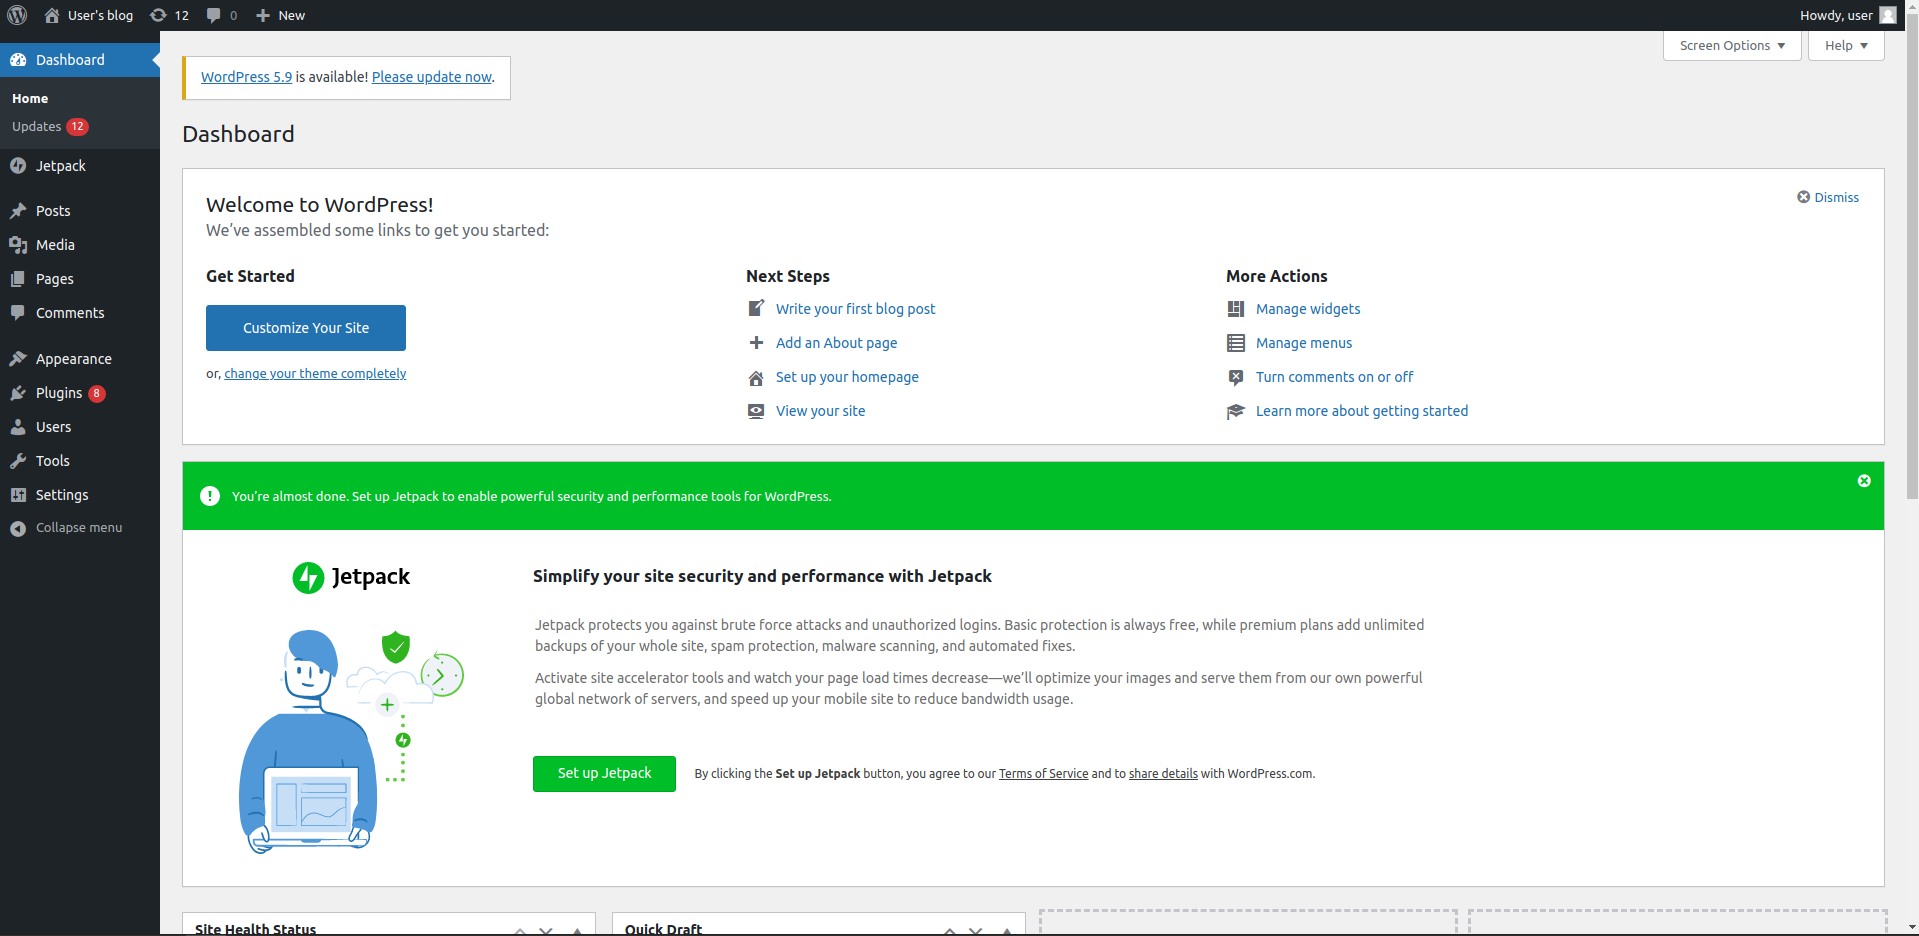 User's blog 12 0 New Howdy, user
Dashboard
Home
Updates 12
Jetpack
Posts
Media
Pages
Comments
Appearance
Plugins 8
Users
Tools
Settings
Collapse menu
Screen Options Help
WordPress 5.9 is available! Please update now.
Dashboard
Welcome to WordPress!
Dismiss
We've assembled some links to get you started:
Get Started
Customize Your Site
or, change your theme completely
Next Steps
Write your first blog post
Add an About page
Set up your homepage
View your site
More Actions
Manage widgets
Manage menus
Turn comments on or off
Learn more about getting started
You're almost done. Set up Jetpack to enable powerful security and performance tools for WordPress.
Jetpack
Simplify your site security and performance with Jetpack
Jetpack protects you against brute force attacks and unauthorized logins. Basic protection is always free, while premium plans add unlimited
backups of your whole site, spam protection, malware scanning, and automated fixes.
Activate site accelerator tools and watch your page load times decrease—we'll optimize your images and serve them from our own powerful
global network of servers, and speed up your mobile site to reduce bandwidth usage.
Set up Jetpack
By clicking the Set up Jetpack button, you agree to our Terms of Service and to share details with WordPress.com.
Site Health Status
Quick Draft